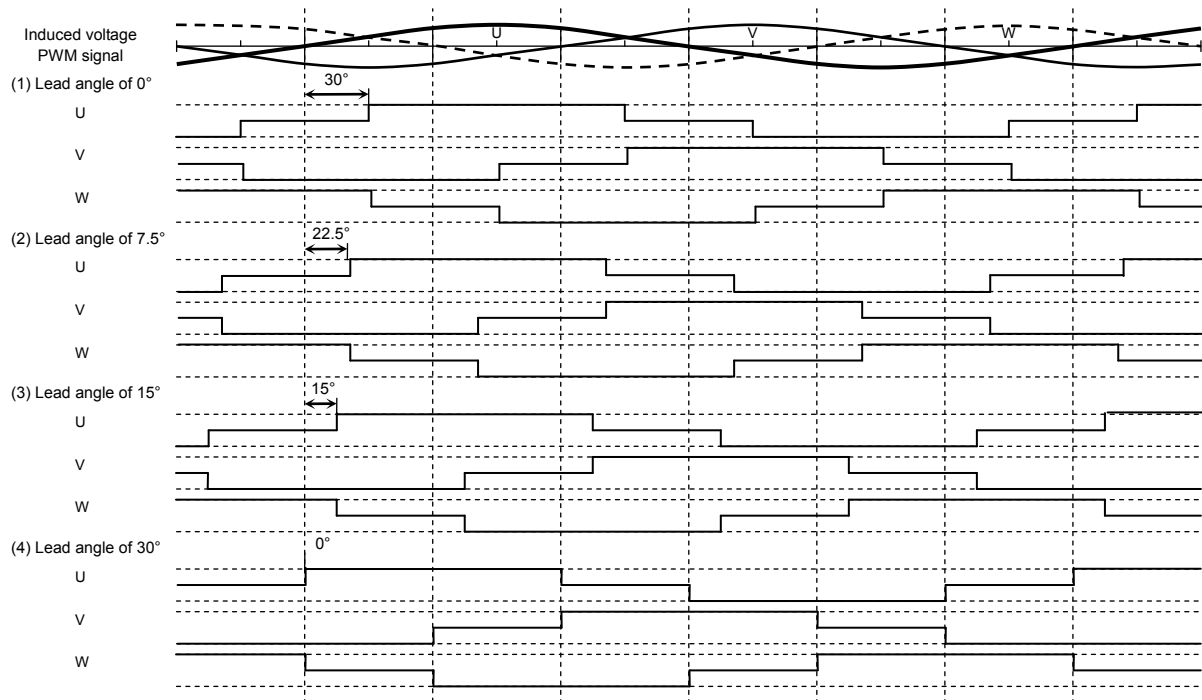 Induced voltage
PWM signal
U
V
W
(1) Lead angle of 0°
30°
U
V
W
(2) Lead angle of 7.5°
22.5°
U
V
W
(3) Lead angle of 15°
15°
U
V
W
(4) Lead angle of 30°
0°
U
V
W